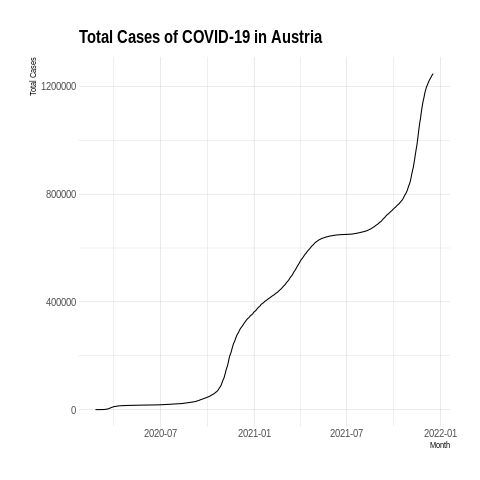 Total Cases of COVID-19 in Austria
Total Cases
1200000
800000
400000
0
2020-07 2021-01 2021-07 2022-01
Month